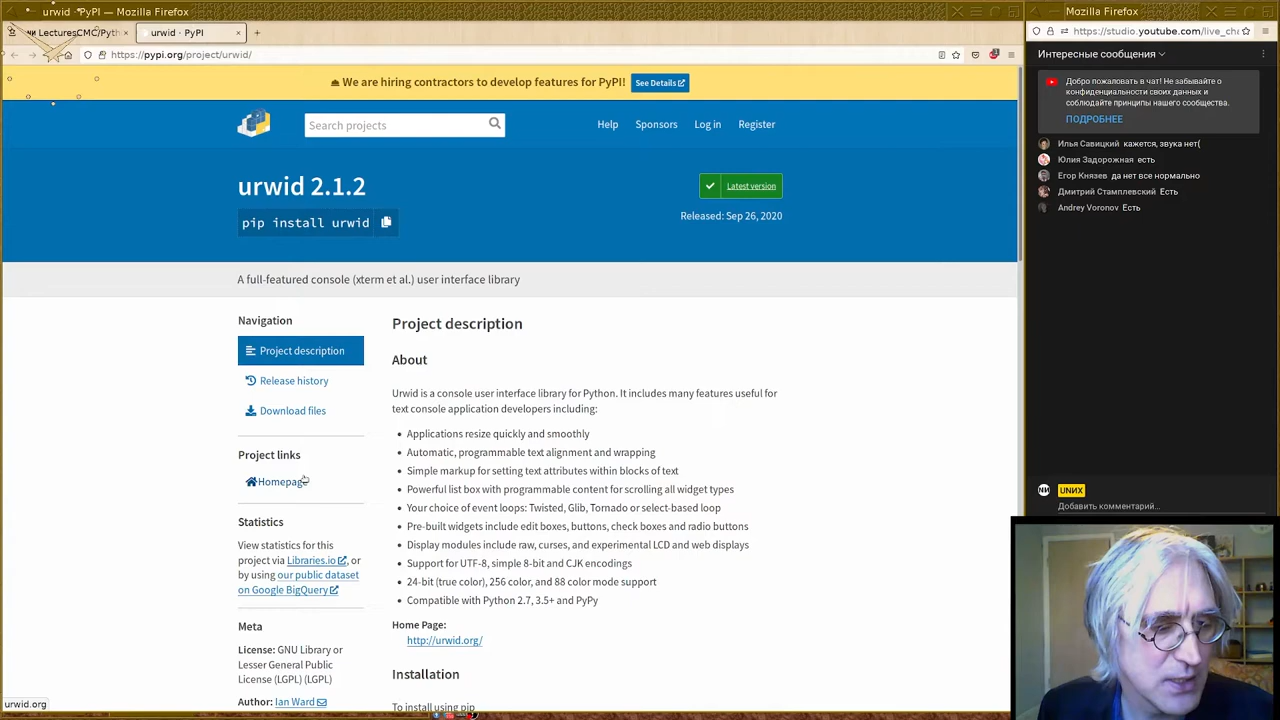 urwid · PyPI — Mozilla Firefox
LecturesCMC/Pyth
urwid · PyPI
https://pypi.org/project/urwid/
We are hiring contractors to develop features for PyPI!
See Details
Search projects
Help
Sponsors
Log in
Register
urwid 2.1.2
Latest version
pip install urwid
Released: Sep 26, 2020
A full-featured console (xterm et al.) user interface library
Navigation
Project description
Release history
Download files
Project links
Homepage
Statistics
View statistics for this
project via Libraries.io, or
by using our public dataset
on Google BigQuery
Meta
License: GNU Library or
Lesser General Public
License (LGPL) (LGPL)
Author: Ian Ward
Project description
About
Urwid is a console user interface library for Python. It includes many features useful for
text console application developers including:
Applications resize quickly and smoothly
Automatic, programmable text alignment and wrapping
Simple markup for setting text attributes within blocks of text
Powerful list box with programmable content for scrolling all widget types
Your choice of event loops: Twisted, Glib, Tornado or select-based loop
Pre-built widgets include edit boxes, buttons, check boxes and radio buttons
Display modules include raw, curses, and experimental LCD and web displays
Support for UTF-8, simple 8-bit and CJK encodings
24-bit (true color), 256 color, and 88 color mode support
Compatible with Python 2.7, 3.5+ and PyPy
Home Page:
http://urwid.org/
Installation
To install using pip
urwid.org
Mozilla Firefox
https://studio.youtube.com/live_ch
Интересные сообщения
Добро пожаловать в чат! Не забывайте о
конфиденциальности своих данных и
соблюдайте принципы нашего сообщества.
ПОДРОБНЕЕ
Илья Савицкий кажется, звука нет(
Юлия Задорожная есть
Егор Князев да нет все нормально
Дмитрий Стамплевский Есть
Andrey Voronov Есть
UNИX
Добавить комментарий...